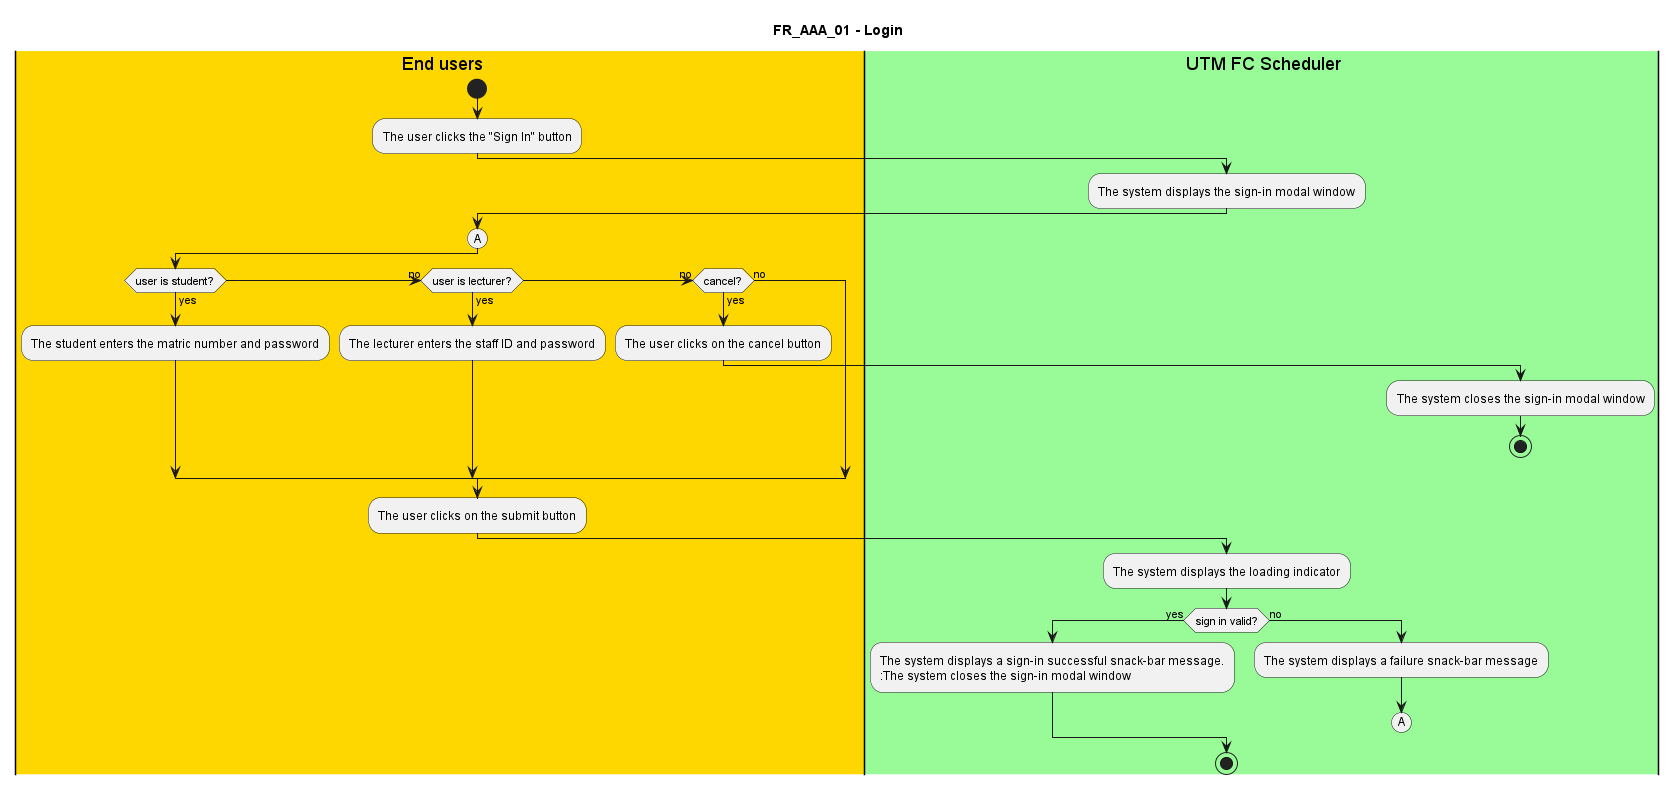 FR_AAA_01 - Login
End users
UTM FC Scheduler
The user clicks the "Sign In" button
The system displays the sign-in modal window
A
user is student?
no
user is lecturer?
no
cancel?
no
yes
yes
yes
The student enters the matric number and password
The lecturer enters the staff ID and password
The user clicks on the cancel button
The system closes the sign-in modal window
The user clicks on the submit button
The system displays the loading indicator
yes
sign in valid?
no
The system displays a sign-in successful snack-bar message.
:The system closes the sign-in modal window
The system displays a failure snack-bar message
A